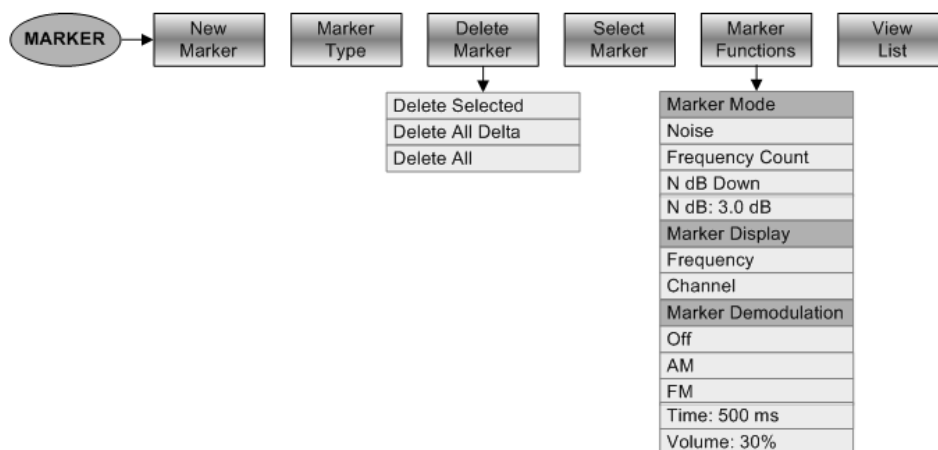 MARKER
New
Marker
Marker
Type
Delete
Marker
Select
Marker
Marker
Functions
View
List
Delete Selected
Delete All Delta
Delete All
Marker Mode
Noise
Frequency Count
N dB Down
N dB: 3.0 dB
Marker Display
Frequency
Channel
Marker Demodulation
Off
AM
FM
Time: 500 ms
Volume: 30%